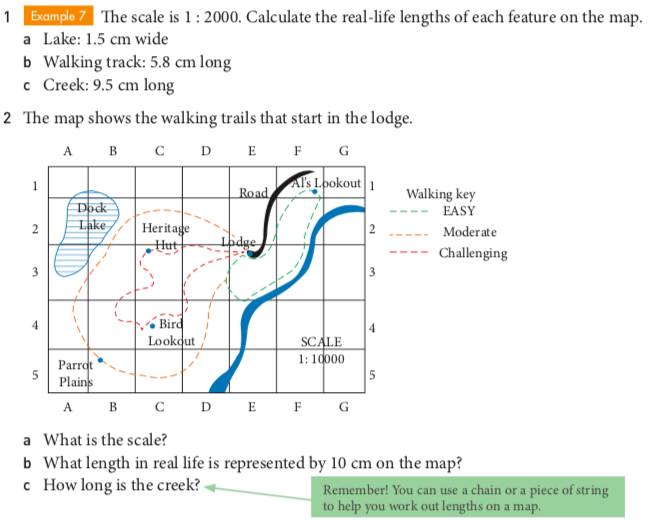 1 Example 7 The scale is 1 : 2000. Calculate the real-life lengths of each feature on the map.
a Lake: 1.5 cm wide
b Walking track: 5.8 cm long
c Creek: 9.5 cm long
2 The map shows the walking trails that start in the lodge.
A B C D E F G
1 Road Al's Lookout 1
Walking key
EASY
Moderate
Challenging
Dock
2 Lake Heritage 2
Hut Lodge
3 3
4 Bird 4
Lookout SCALE
1: 10000
Parrot
5 Plains 5
A B C D E F G
a What is the scale?
b What length in real life is represented by 10 cm on the map?
c How long is the creek?
Remember! You can use a chain or a piece of string
to help you work out lengths on a map.